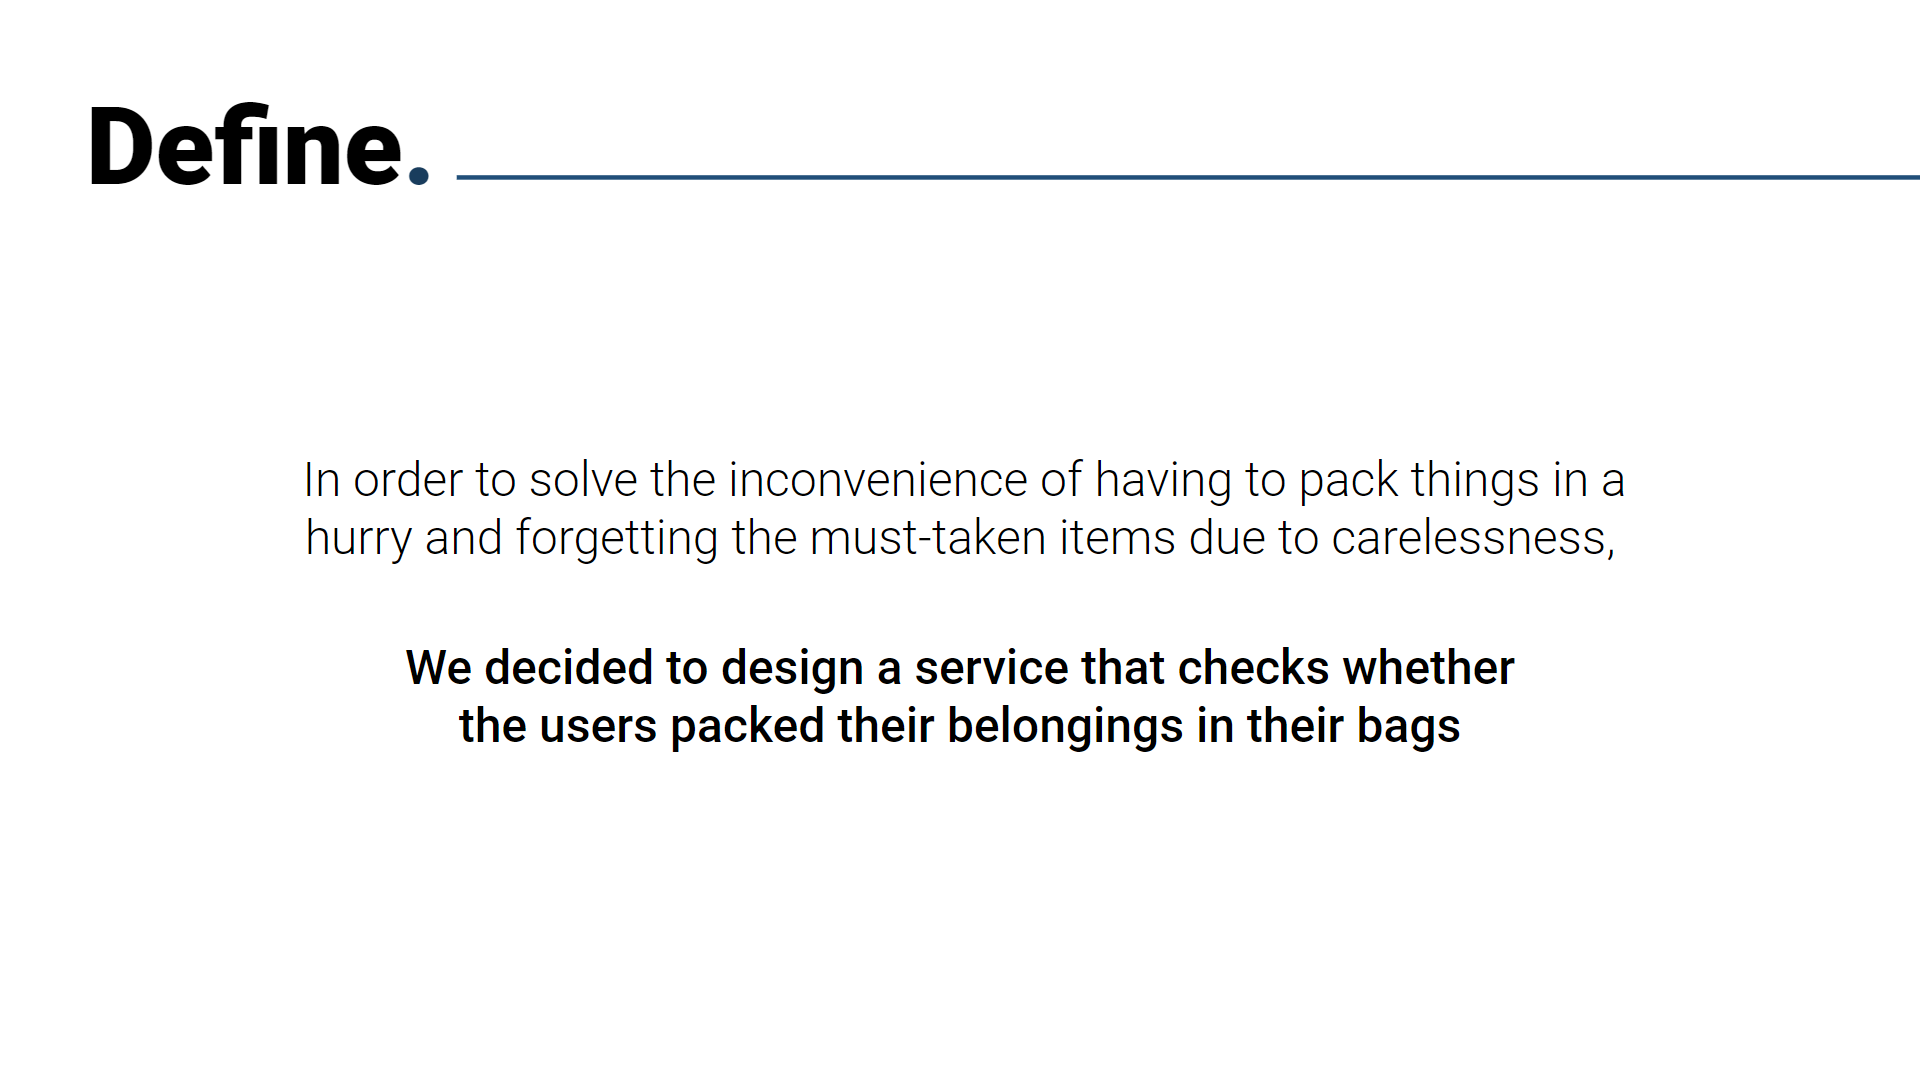 Define.
In order to solve the inconvenience of having to pack things in a
hurry and forgetting the must-taken items due to carelessness,
We decided to design a service that checks whether
the users packed their belongings in their bags